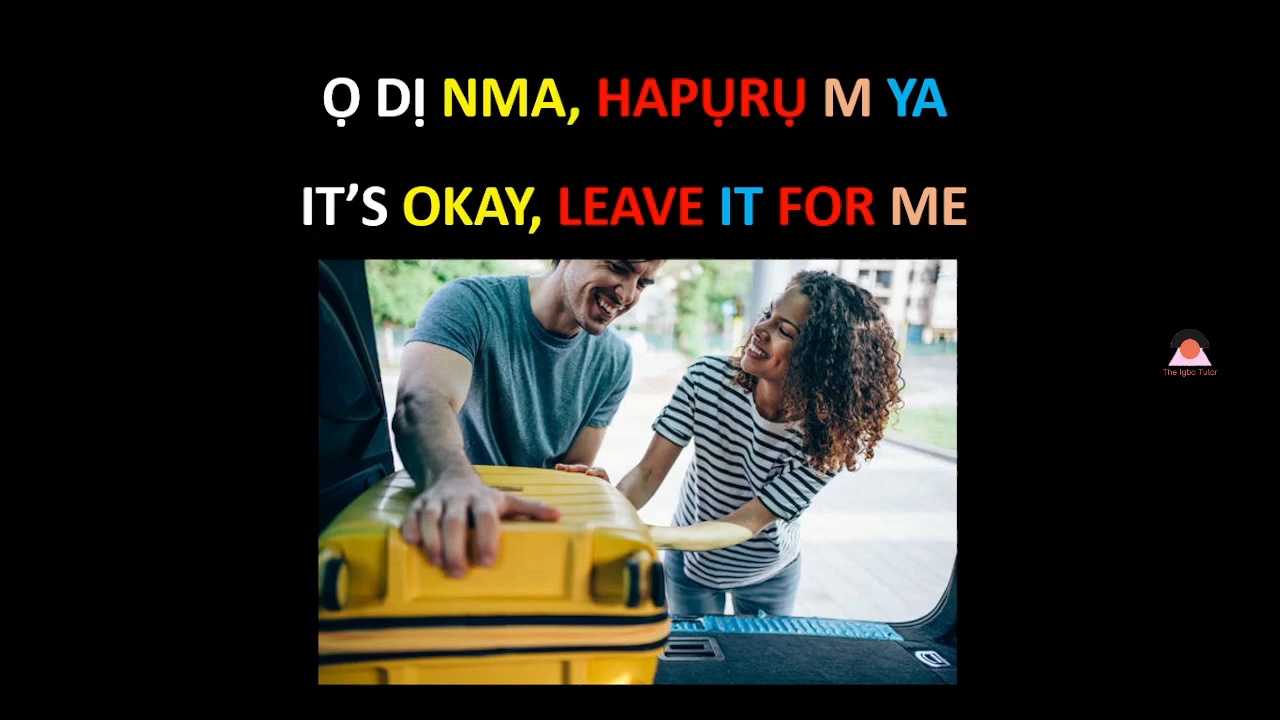 Ọ DỊ NMA, HAPỤRỤ M YA
IT’S OKAY, LEAVE IT FOR ME
The Igbo Tutor